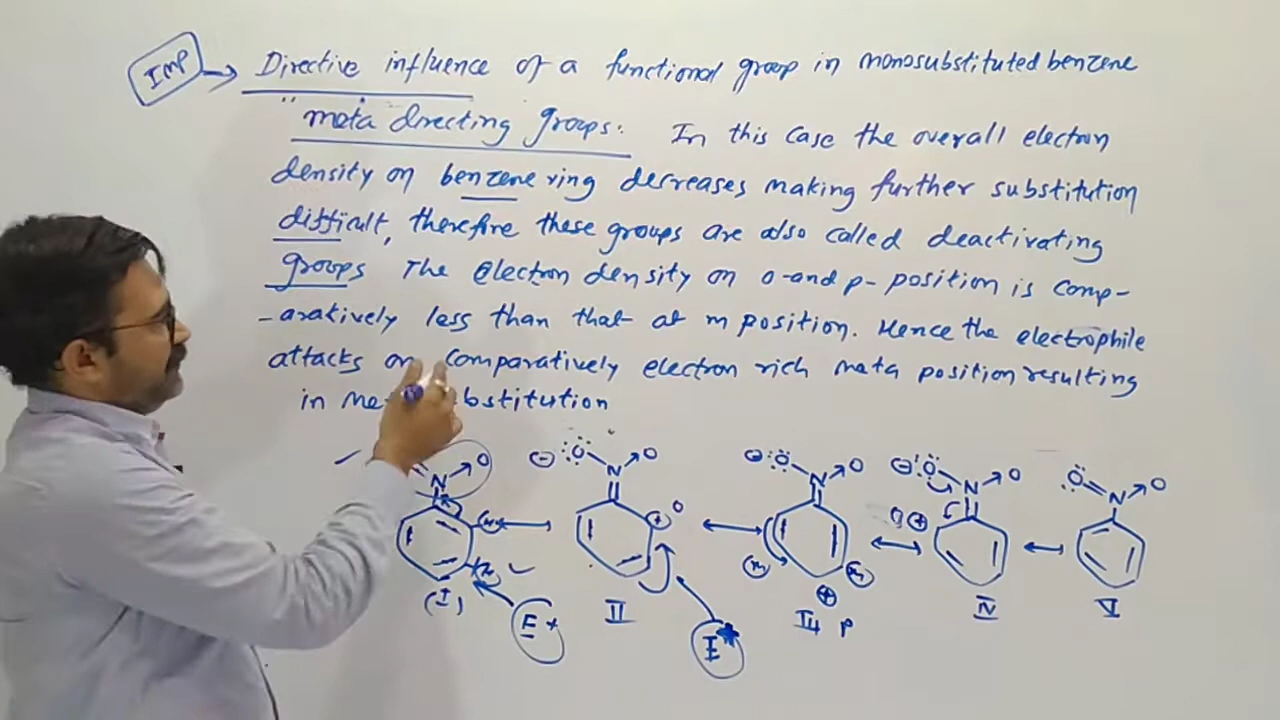 IMP → Directive influence of a functional group in monosubstituted benzene
"meta directing groups: In this case the overall electron
density on benzene ring decreases making further substitution
difficult, therefore these groups are also called deactivating
groups The electron density on o-and p-position is comp-
-aratively less than that at m position. Hence the electrophile
attacks on comparatively electron rich meta position resulting
in substitution
N → O ⊖ :Ö N → O ⊖ :Ö N → O ⊖ :Ö N → O :Ö = N → O
(I) II III p IV V
E+ E